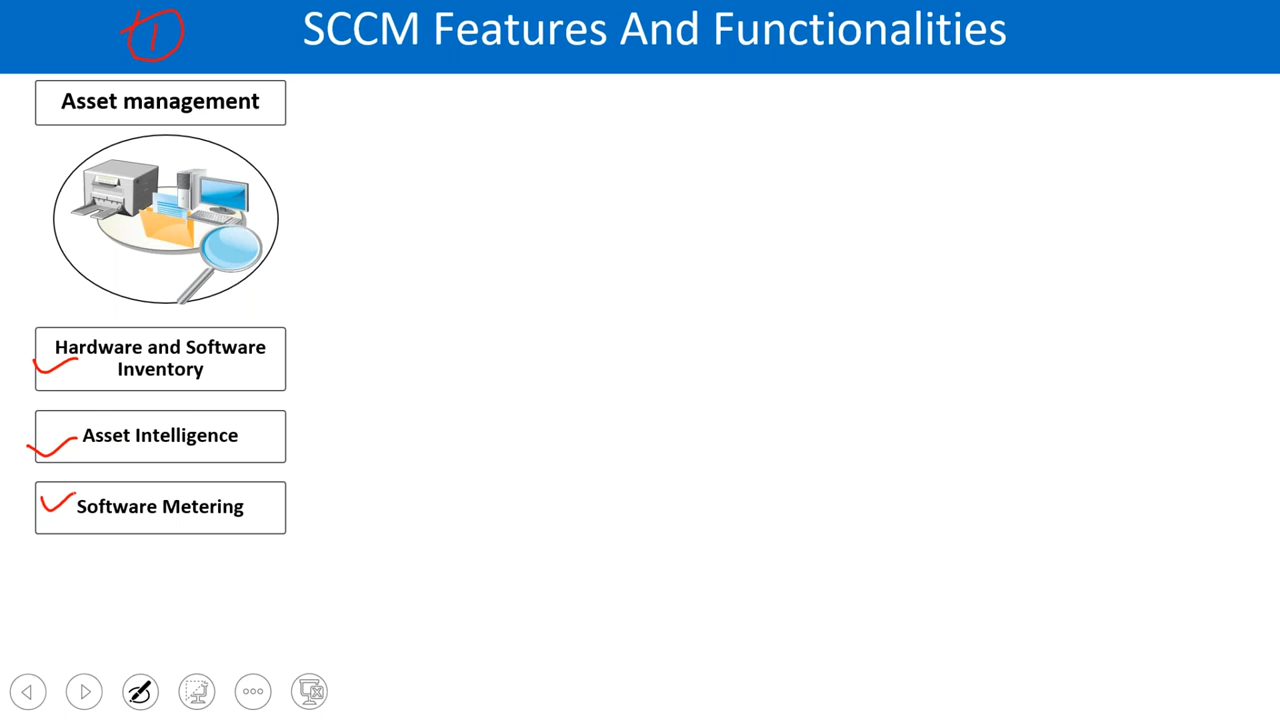 1
SCCM Features And Functionalities
Asset management
Hardware and Software
Inventory
Asset Intelligence
Software Metering